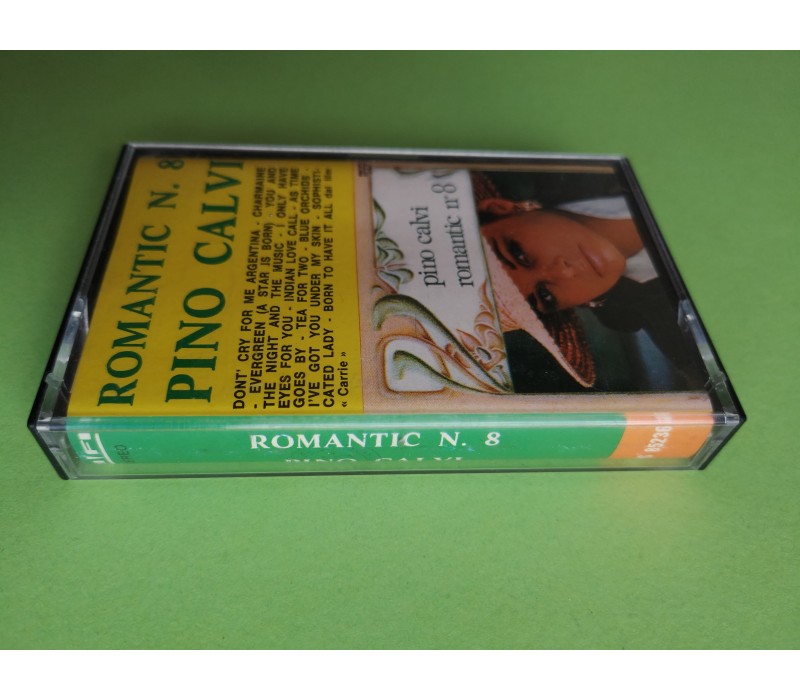 ROMANTIC N. 8
PINO CALVI
DONT' CRY FOR ME ARGENTINA - CHARMAINE
- EVERGREEN (A STAR IS BORN) - YOU AND
THE NIGHT AND THE MUSIC - I ONLY HAVE
EYES FOR YOU - INDIAN LOVE CALL - AS TIME
GOES BY - TEA FOR TWO - BLUE ORCHIDS -
I'VE GOT YOU UNDER MY SKIN - SOPHISTI-
CATED LADY - BORN TO HAVE IT ALL dal film
« Carrie »
pino calvi
romantic nr 8
ROMANTIC N. 8
PINO CALVI